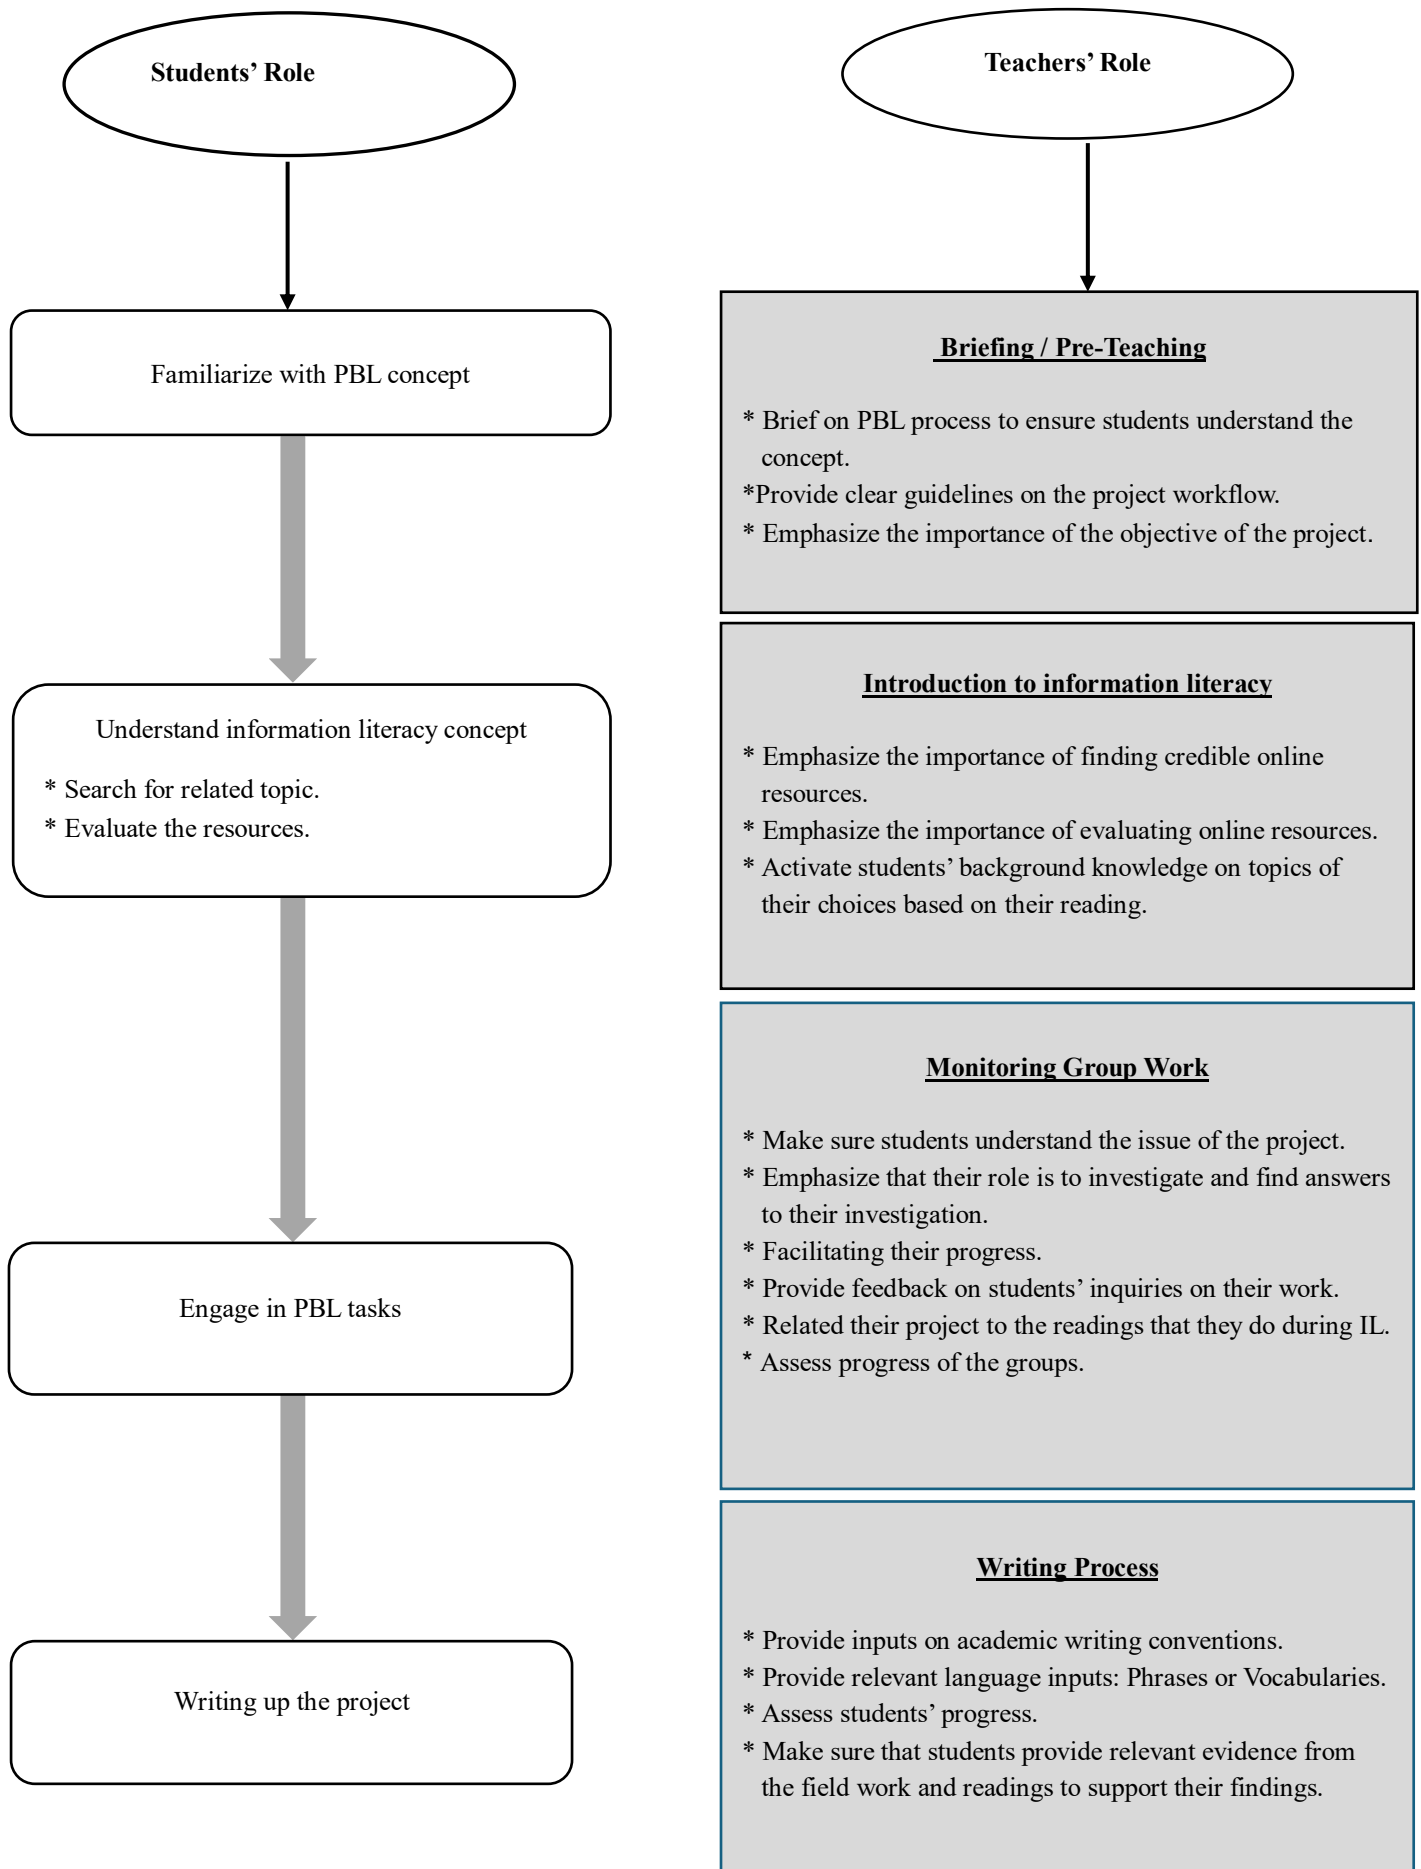 Students’ Role
Familiarize with PBL concept
Understand information literacy concept
* Search for related topic.
* Evaluate the resources.
Engage in PBL tasks
Writing up the project
Teachers’ Role
Briefing / Pre-Teaching
* Brief on PBL process to ensure students understand the
concept.
*Provide clear guidelines on the project workflow.
* Emphasize the importance of the objective of the project.
Introduction to information literacy
* Emphasize the importance of finding credible online
resources.
* Emphasize the importance of evaluating online resources.
* Activate students’ background knowledge on topics of
their choices based on their reading.
Monitoring Group Work
* Make sure students understand the issue of the project.
* Emphasize that their role is to investigate and find answers
to their investigation.
* Facilitating their progress.
* Provide feedback on students’ inquiries on their work.
* Related their project to the readings that they do during IL.
* Assess progress of the groups.
Writing Process
* Provide inputs on academic writing conventions.
* Provide relevant language inputs: Phrases or Vocabularies.
* Assess students’ progress.
* Make sure that students provide relevant evidence from
the field work and readings to support their findings.